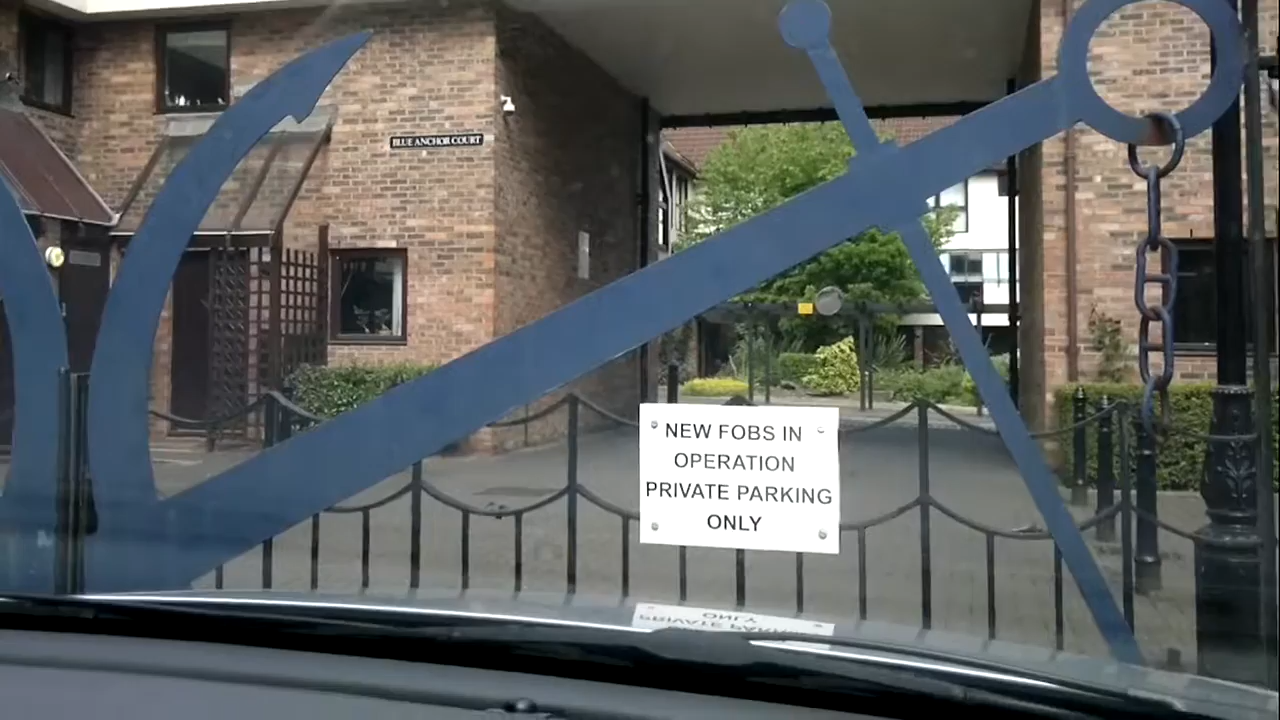 BLUE ANCHOR COURT
NEW FOBS IN
OPERATION
PRIVATE PARKING
ONLY